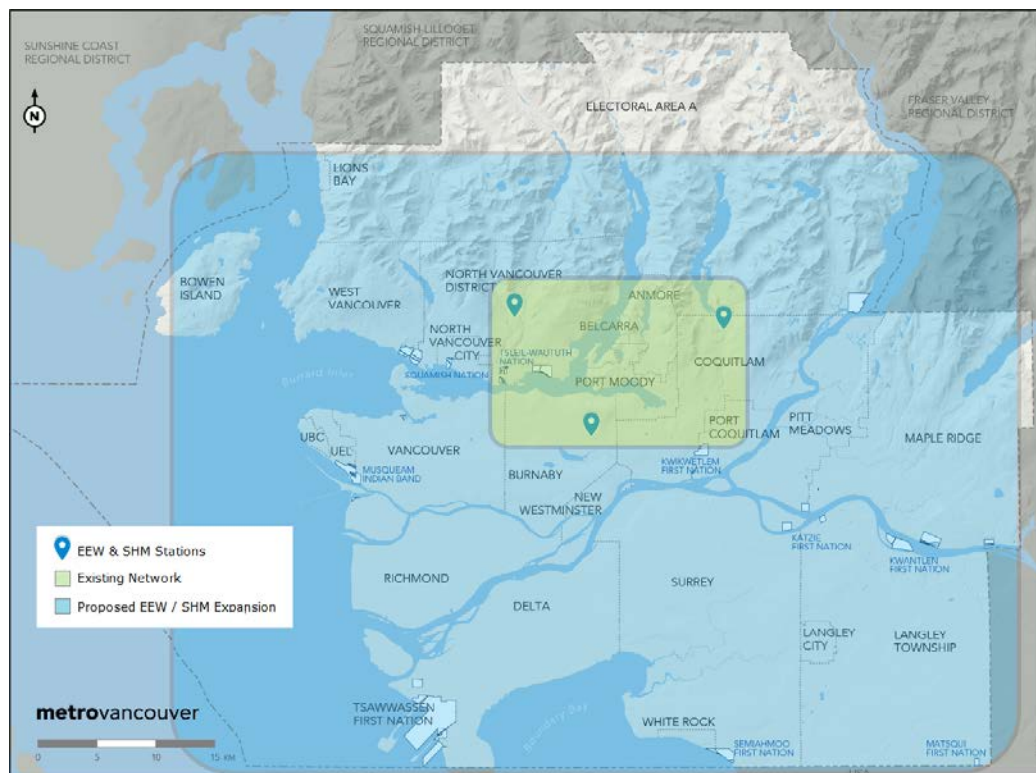 SUNSHINE COAST
REGIONAL DISTRICT
SQUAMISH-LILLOOET
REGIONAL DISTRICT
ELECTORAL AREA A
FRASER VALLEY
REGIONAL DISTRICT
N
LIONS
BAY
BOWEN
ISLAND
WEST
VANCOUVER
NORTH VANCOUVER
DISTRICT
ANMORE
BELCARRA
NORTH
VANCOUVER
CITY
TSLEIL-WAUTUTH
NATION
SQUAMISH NATION
COQUITLAM
Burrard Inlet
PORT MOODY
PORT
COQUITLAM
PITT
MEADOWS
MAPLE RIDGE
UBC
UEL
VANCOUVER
MUSQUEAM
INDIAN BAND
BURNABY
KWIKWETLEM
FIRST NATION
NEW
WESTMINSTER
KATZIE
FIRST NATION
KWANTLEN
FIRST NATION
EEW & SHM Stations
Existing Network
Proposed EEW / SHM Expansion
RICHMOND
DELTA
SURREY
LANGLEY
CITY
LANGLEY
TOWNSHIP
TSAWWASSEN
FIRST NATION
Boundary Bay
WHITE ROCK
SEMIAHMOO
FIRST NATION
MATSQUI
FIRST NATION
metrovancouver
0 5 10 15 KM
USA